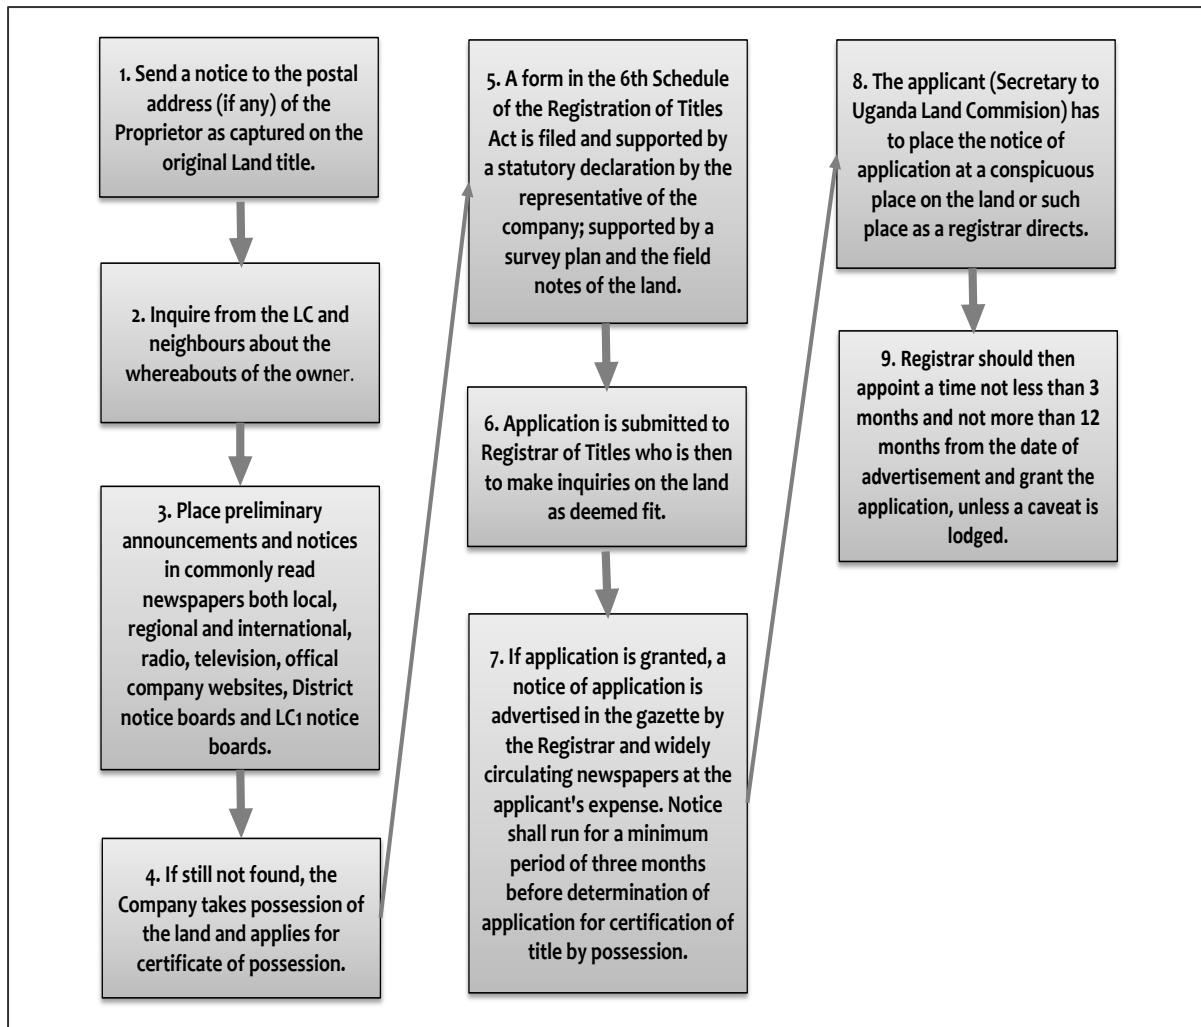 1. Send a notice to the postal
address (if any) of the
Proprietor as captured on the
original Land title.
2. Inquire from the LC and
neighbours about the
whereabouts of the owner.
3. Place preliminary
announcements and notices
in commonly read
newspapers both local,
regional and international,
radio, television, offical
company websites, District
notice boards and LC1 notice
boards.
4. If still not found, the
Company takes possession of
the land and applies for
certificate of possession.
5. A form in the 6th Schedule
of the Registration of Titles
Act is filed and supported by
a statutory declaration by the
representative of the
company; supported by a
survey plan and the field
notes of the land.
6. Application is submitted to
Registrar of Titles who is then
to make inquiries on the land
as deemed fit.
7. If application is granted, a
notice of application is
advertised in the gazette by
the Registrar and widely
circulating newspapers at the
applicant's expense. Notice
shall run for a minimum
period of three months
before determination of
application for certification of
title by possession.
8. The applicant (Secretary to
Uganda Land Commision) has
to place the notice of
application at a conspicuous
place on the land or such
place as a registrar directs.
9. Registrar should then
appoint a time not less than 3
months and not more than 12
months from the date of
advertisement and grant the
application, unless a caveat is
lodged.